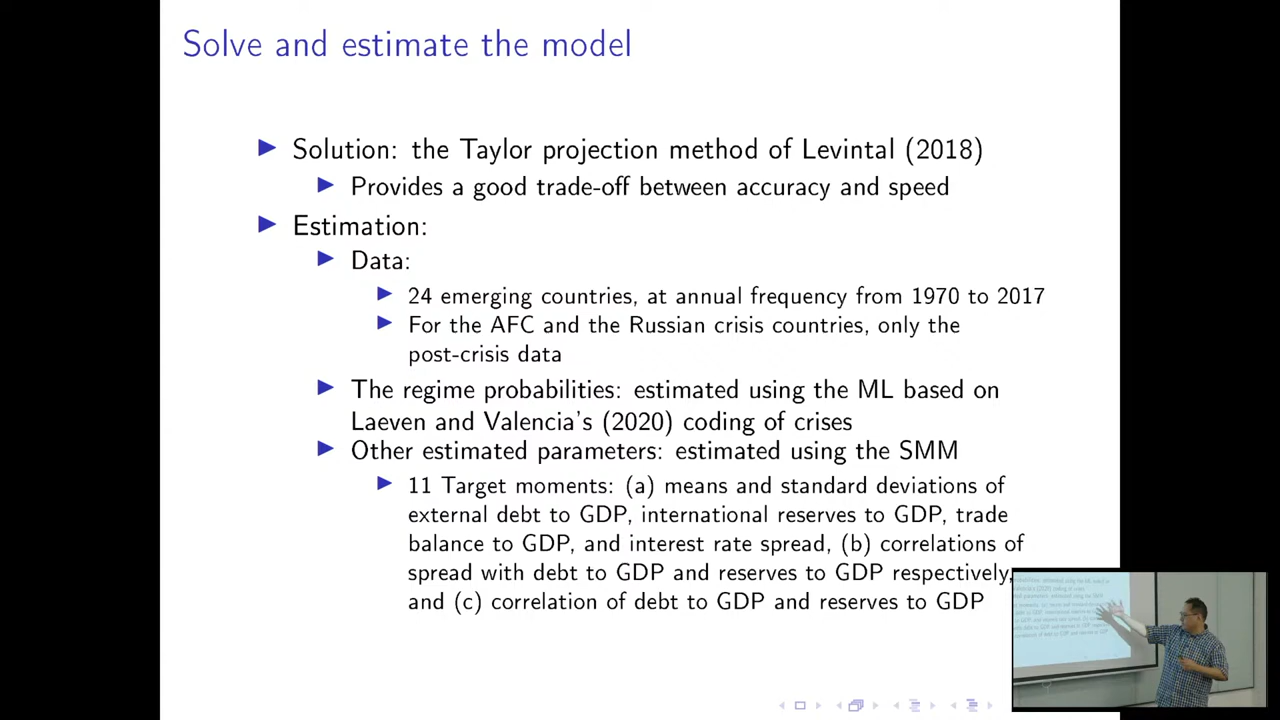 Solve and estimate the model
Solution: the Taylor projection method of Levintal (2018)
Provides a good trade-off between accuracy and speed
Estimation:
Data:
24 emerging countries, at annual frequency from 1970 to 2017
For the AFC and the Russian crisis countries, only the
post-crisis data
The regime probabilities: estimated using the ML based on
Laeven and Valencia's (2020) coding of crises
Other estimated parameters: estimated using the SMM
11 Target moments: (a) means and standard deviations of
external debt to GDP, international reserves to GDP, trade
balance to GDP, and interest rate spread, (b) correlations of
spread with debt to GDP and reserves to GDP respectively,
and (c) correlation of debt to GDP and reserves to GDP